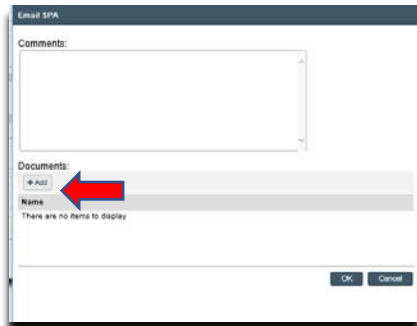 Email SPA
Comments:
Documents:
+ Add
Name
There are no items to display
OK Cancel